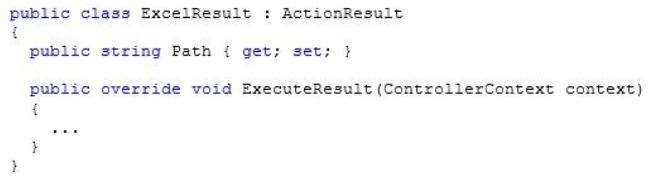 public class ExcelResult : ActionResult
{
  public string Path { get; set; }
  public override void ExecuteResult(ControllerContext context)
  {
    ...
  }
}